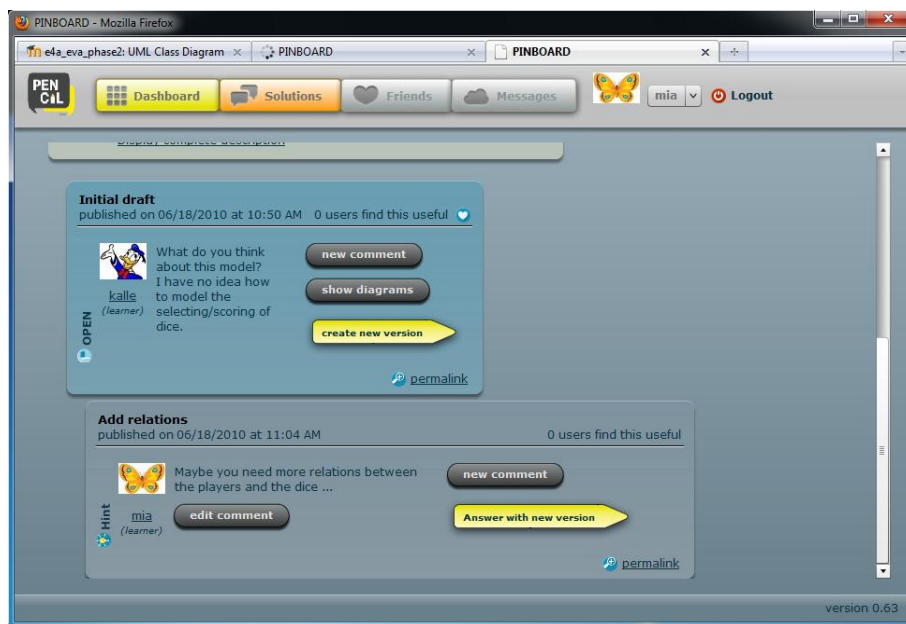 PINBOARD - Mozilla Firefox
e4a_eva_phase2: UML Class Diagram
PINBOARD
PINBOARD
PENCIL
Dashboard
Solutions
Friends
Messages
mia
Logout
Display complete description
Initial draft
published on 06/18/2010 at 10:50 AM 0 users find this useful
What do you think
about this model?
I have no idea how
to model the
selecting/scoring of
dice.
kalle
(learner)
OPEN
new comment
show diagrams
create new version
permalink
Add relations
published on 06/18/2010 at 11:04 AM 0 users find this useful
Maybe you need more relations between
the players and the dice ...
mia
(learner)
Hint
edit comment
new comment
Answer with new version
permalink
version 0.63